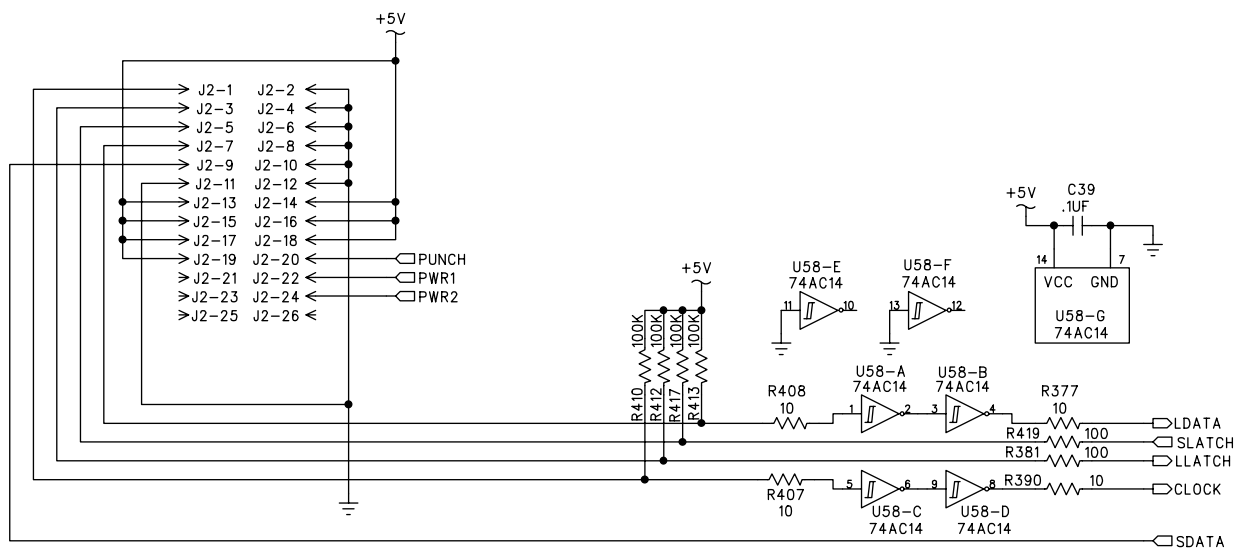 +5V
J2-1 J2-2
J2-3 J2-4
J2-5 J2-6
J2-7 J2-8
J2-9 J2-10
J2-11 J2-12
J2-13 J2-14
J2-15 J2-16
J2-17 J2-18
J2-19 J2-20 PUNCH
J2-21 J2-22 PWR1
J2-23 J2-24 PWR2
J2-25 J2-26
+5V
C39
.1UF
14 7
VCC GND
U58-G
74AC14
U58-E
74AC14
11 10
U58-F
74AC14
13 12
+5V
100K 100K 100K 100K
R410 R412 R417 R413
R408
10
U58-A
74AC14
1 2
U58-B
74AC14
3 4
R377
10
LDATA
R419 100 SLATCH
R381 100 LLATCH
R407
10
5 6
U58-C
74AC14
9 8
U58-D
74AC14
R390 10 CLOCK
SDATA